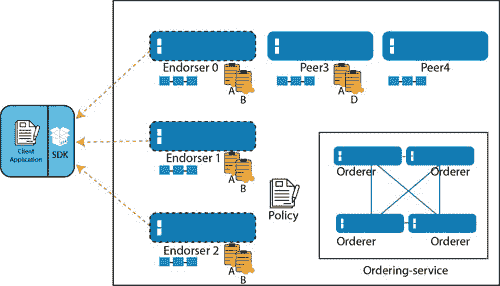 Endorser 0
A
B
Peer3
A
D
Peer4
Client
Application
SDK
Endorser 1
A
B
Policy
Endorser 2
A
B
Orderer
Orderer
Orderer
Orderer
Ordering-service